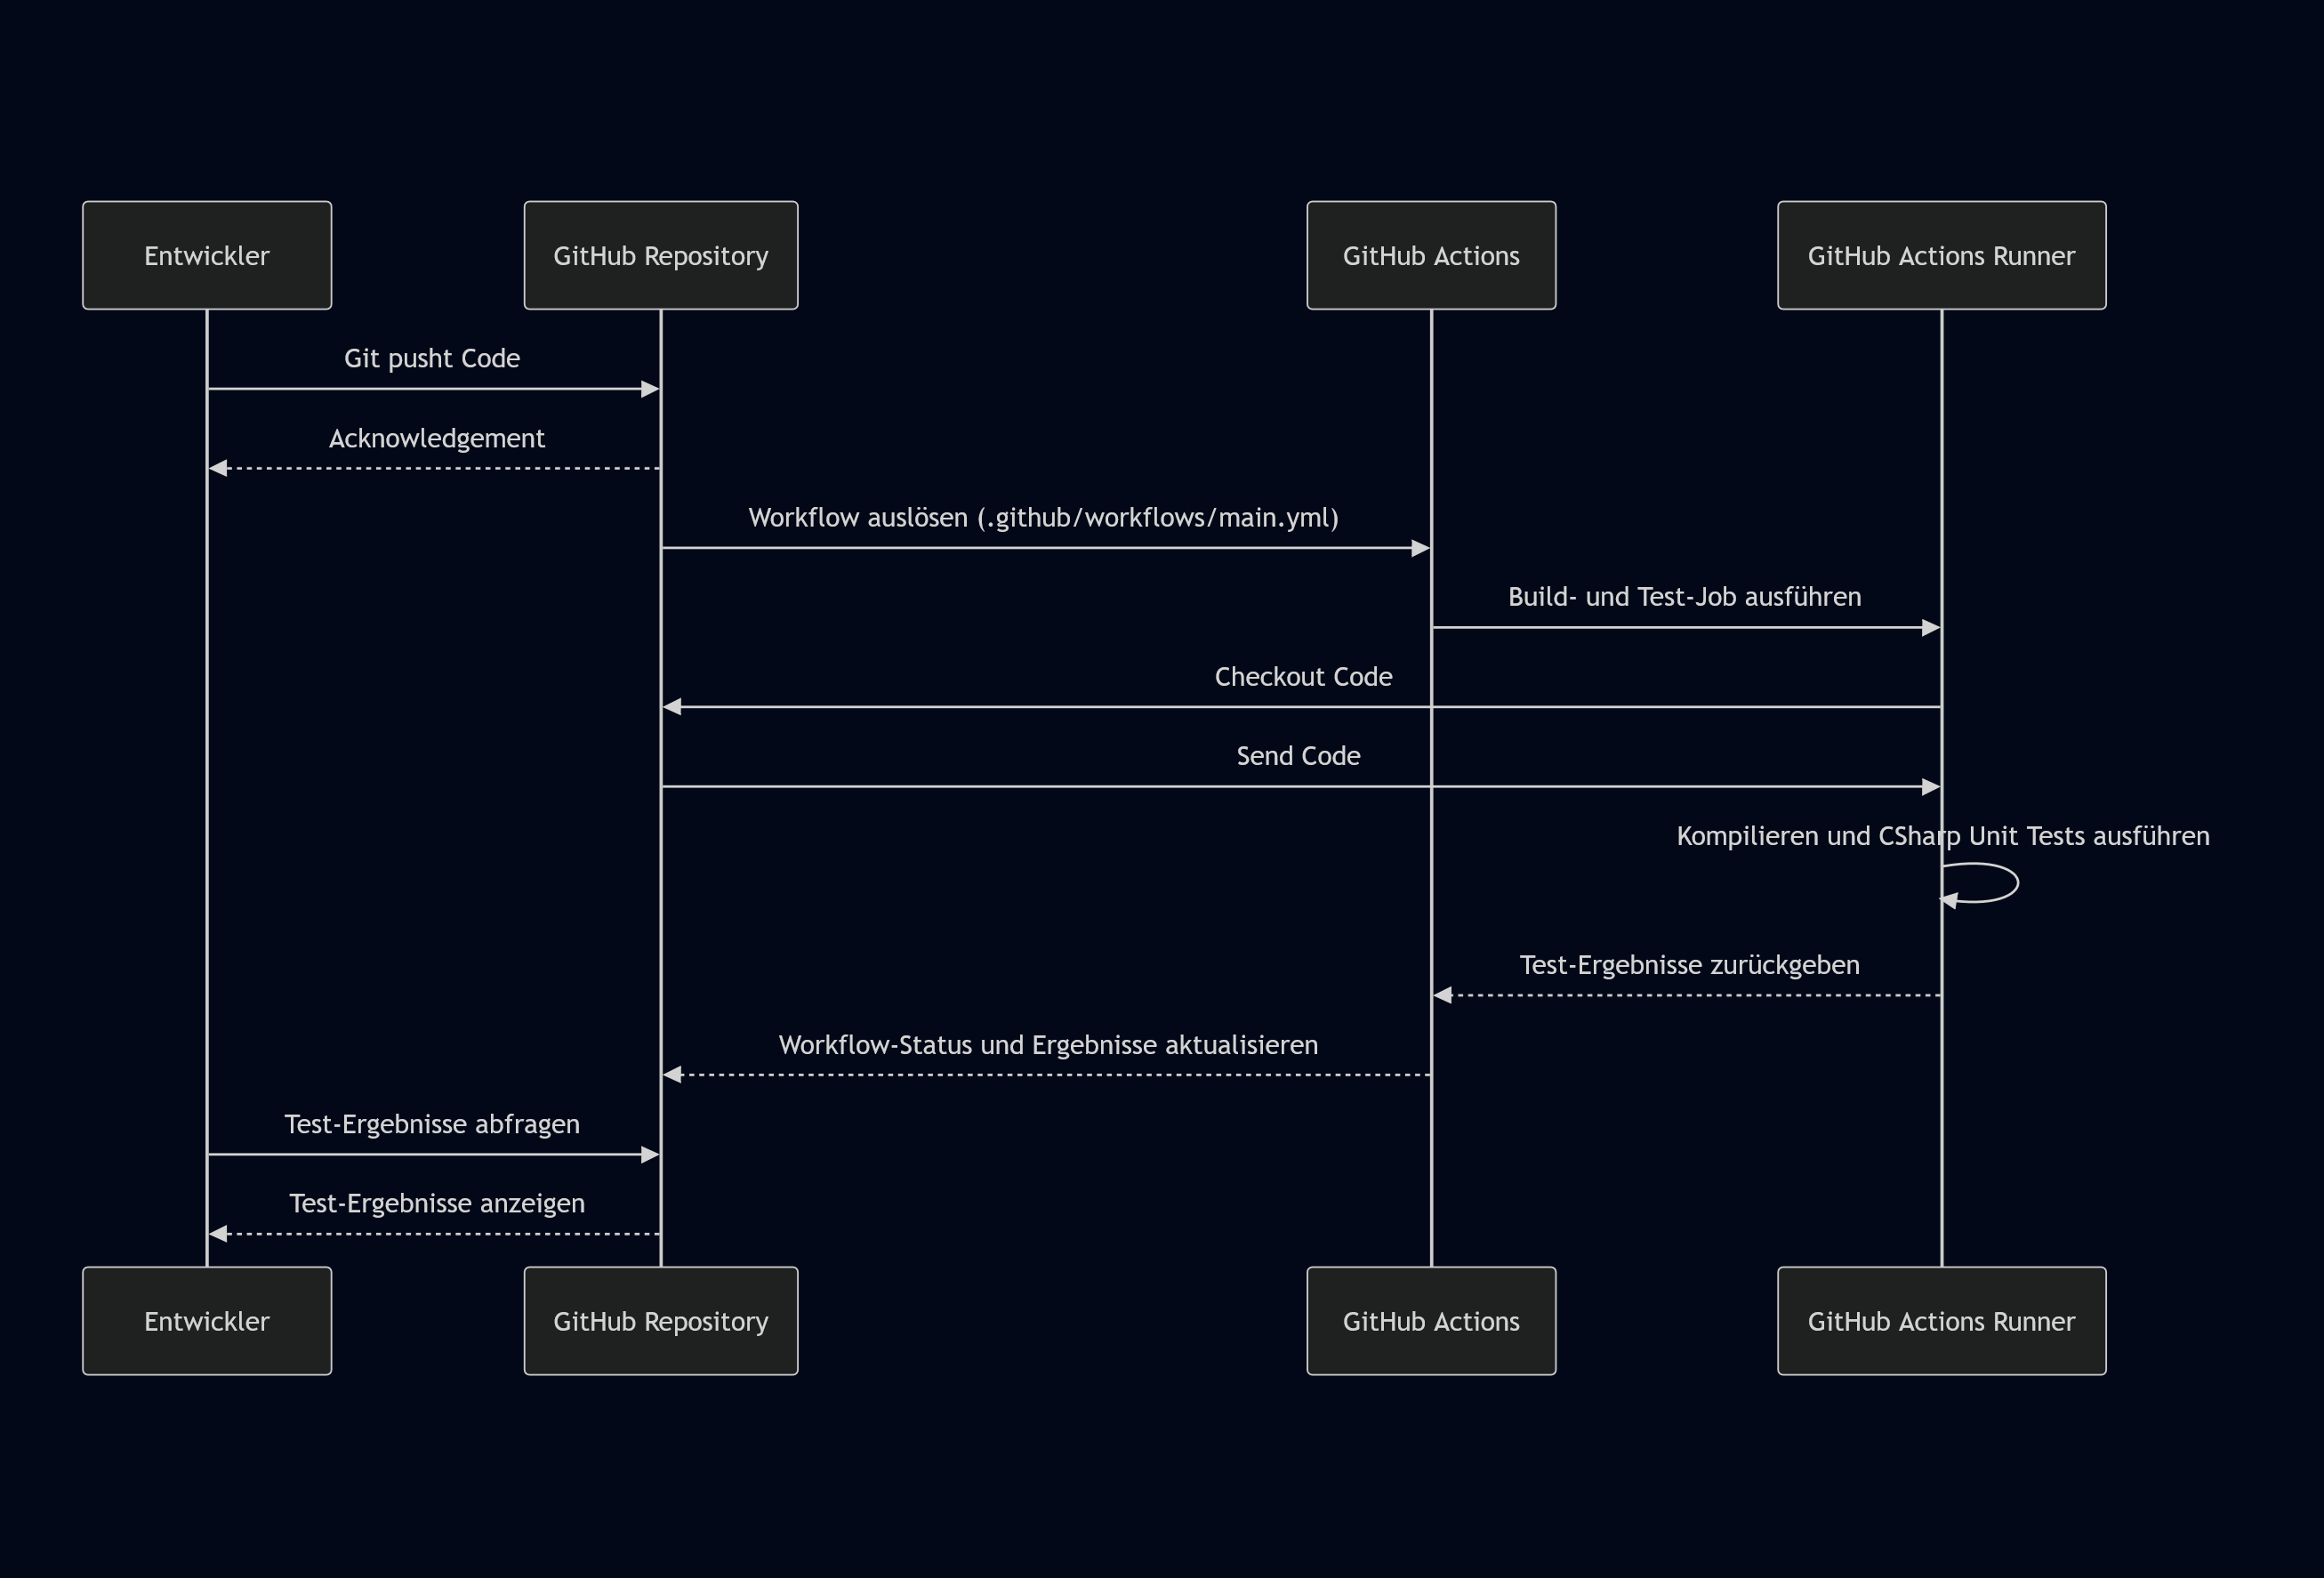 Entwickler
GitHub Repository
GitHub Actions
GitHub Actions Runner
Git pusht Code
Acknowledgement
Workflow auslösen (.github/workflows/main.yml)
Build- und Test-Job ausführen
Checkout Code
Send Code
Kompilieren und CSharp Unit Tests ausführen
Test-Ergebnisse zurückgeben
Workflow-Status und Ergebnisse aktualisieren
Test-Ergebnisse abfragen
Test-Ergebnisse anzeigen
Entwickler
GitHub Repository
GitHub Actions
GitHub Actions Runner